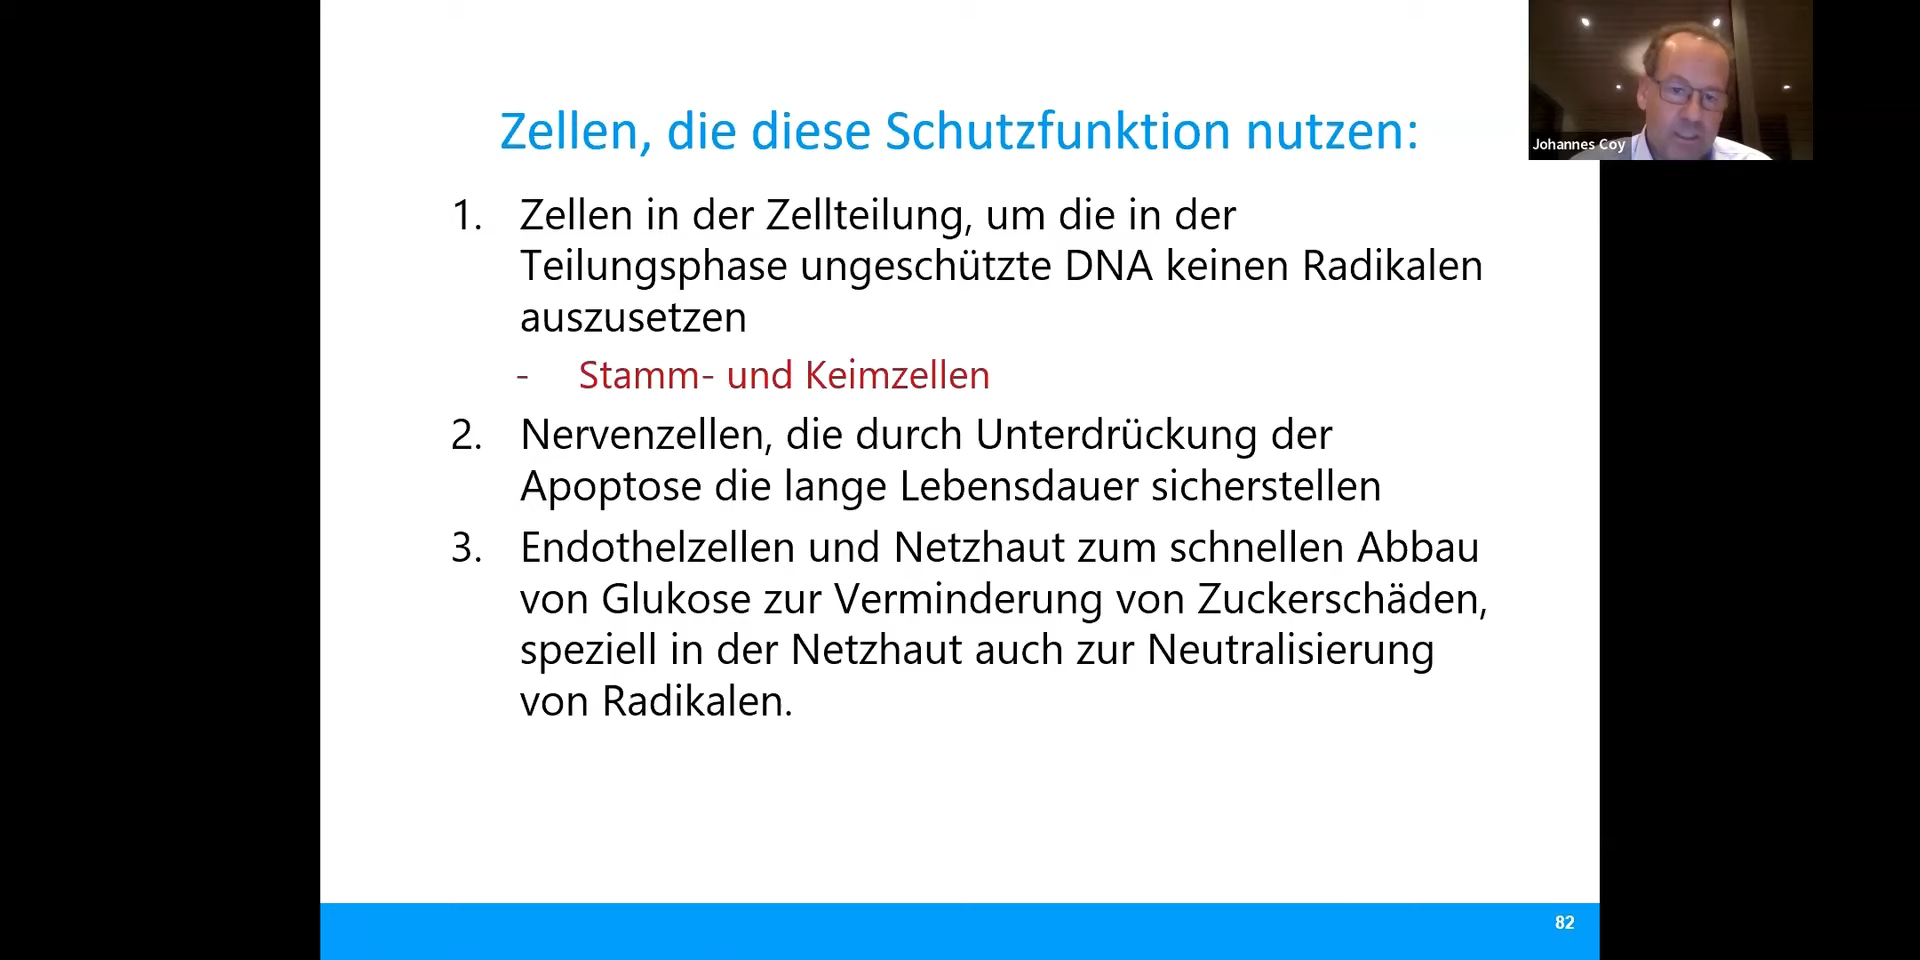 Zellen, die diese Schutzfunktion nutzen:
Johannes Coy
1. Zellen in der Zellteilung, um die in der
Teilungsphase ungeschützte DNA keinen Radikalen
auszusetzen
- Stamm- und Keimzellen
2. Nervenzellen, die durch Unterdrückung der
Apoptose die lange Lebensdauer sicherstellen
3. Endothelzellen und Netzhaut zum schnellen Abbau
von Glukose zur Verminderung von Zuckerschäden,
speziell in der Netzhaut auch zur Neutralisierung
von Radikalen.
82